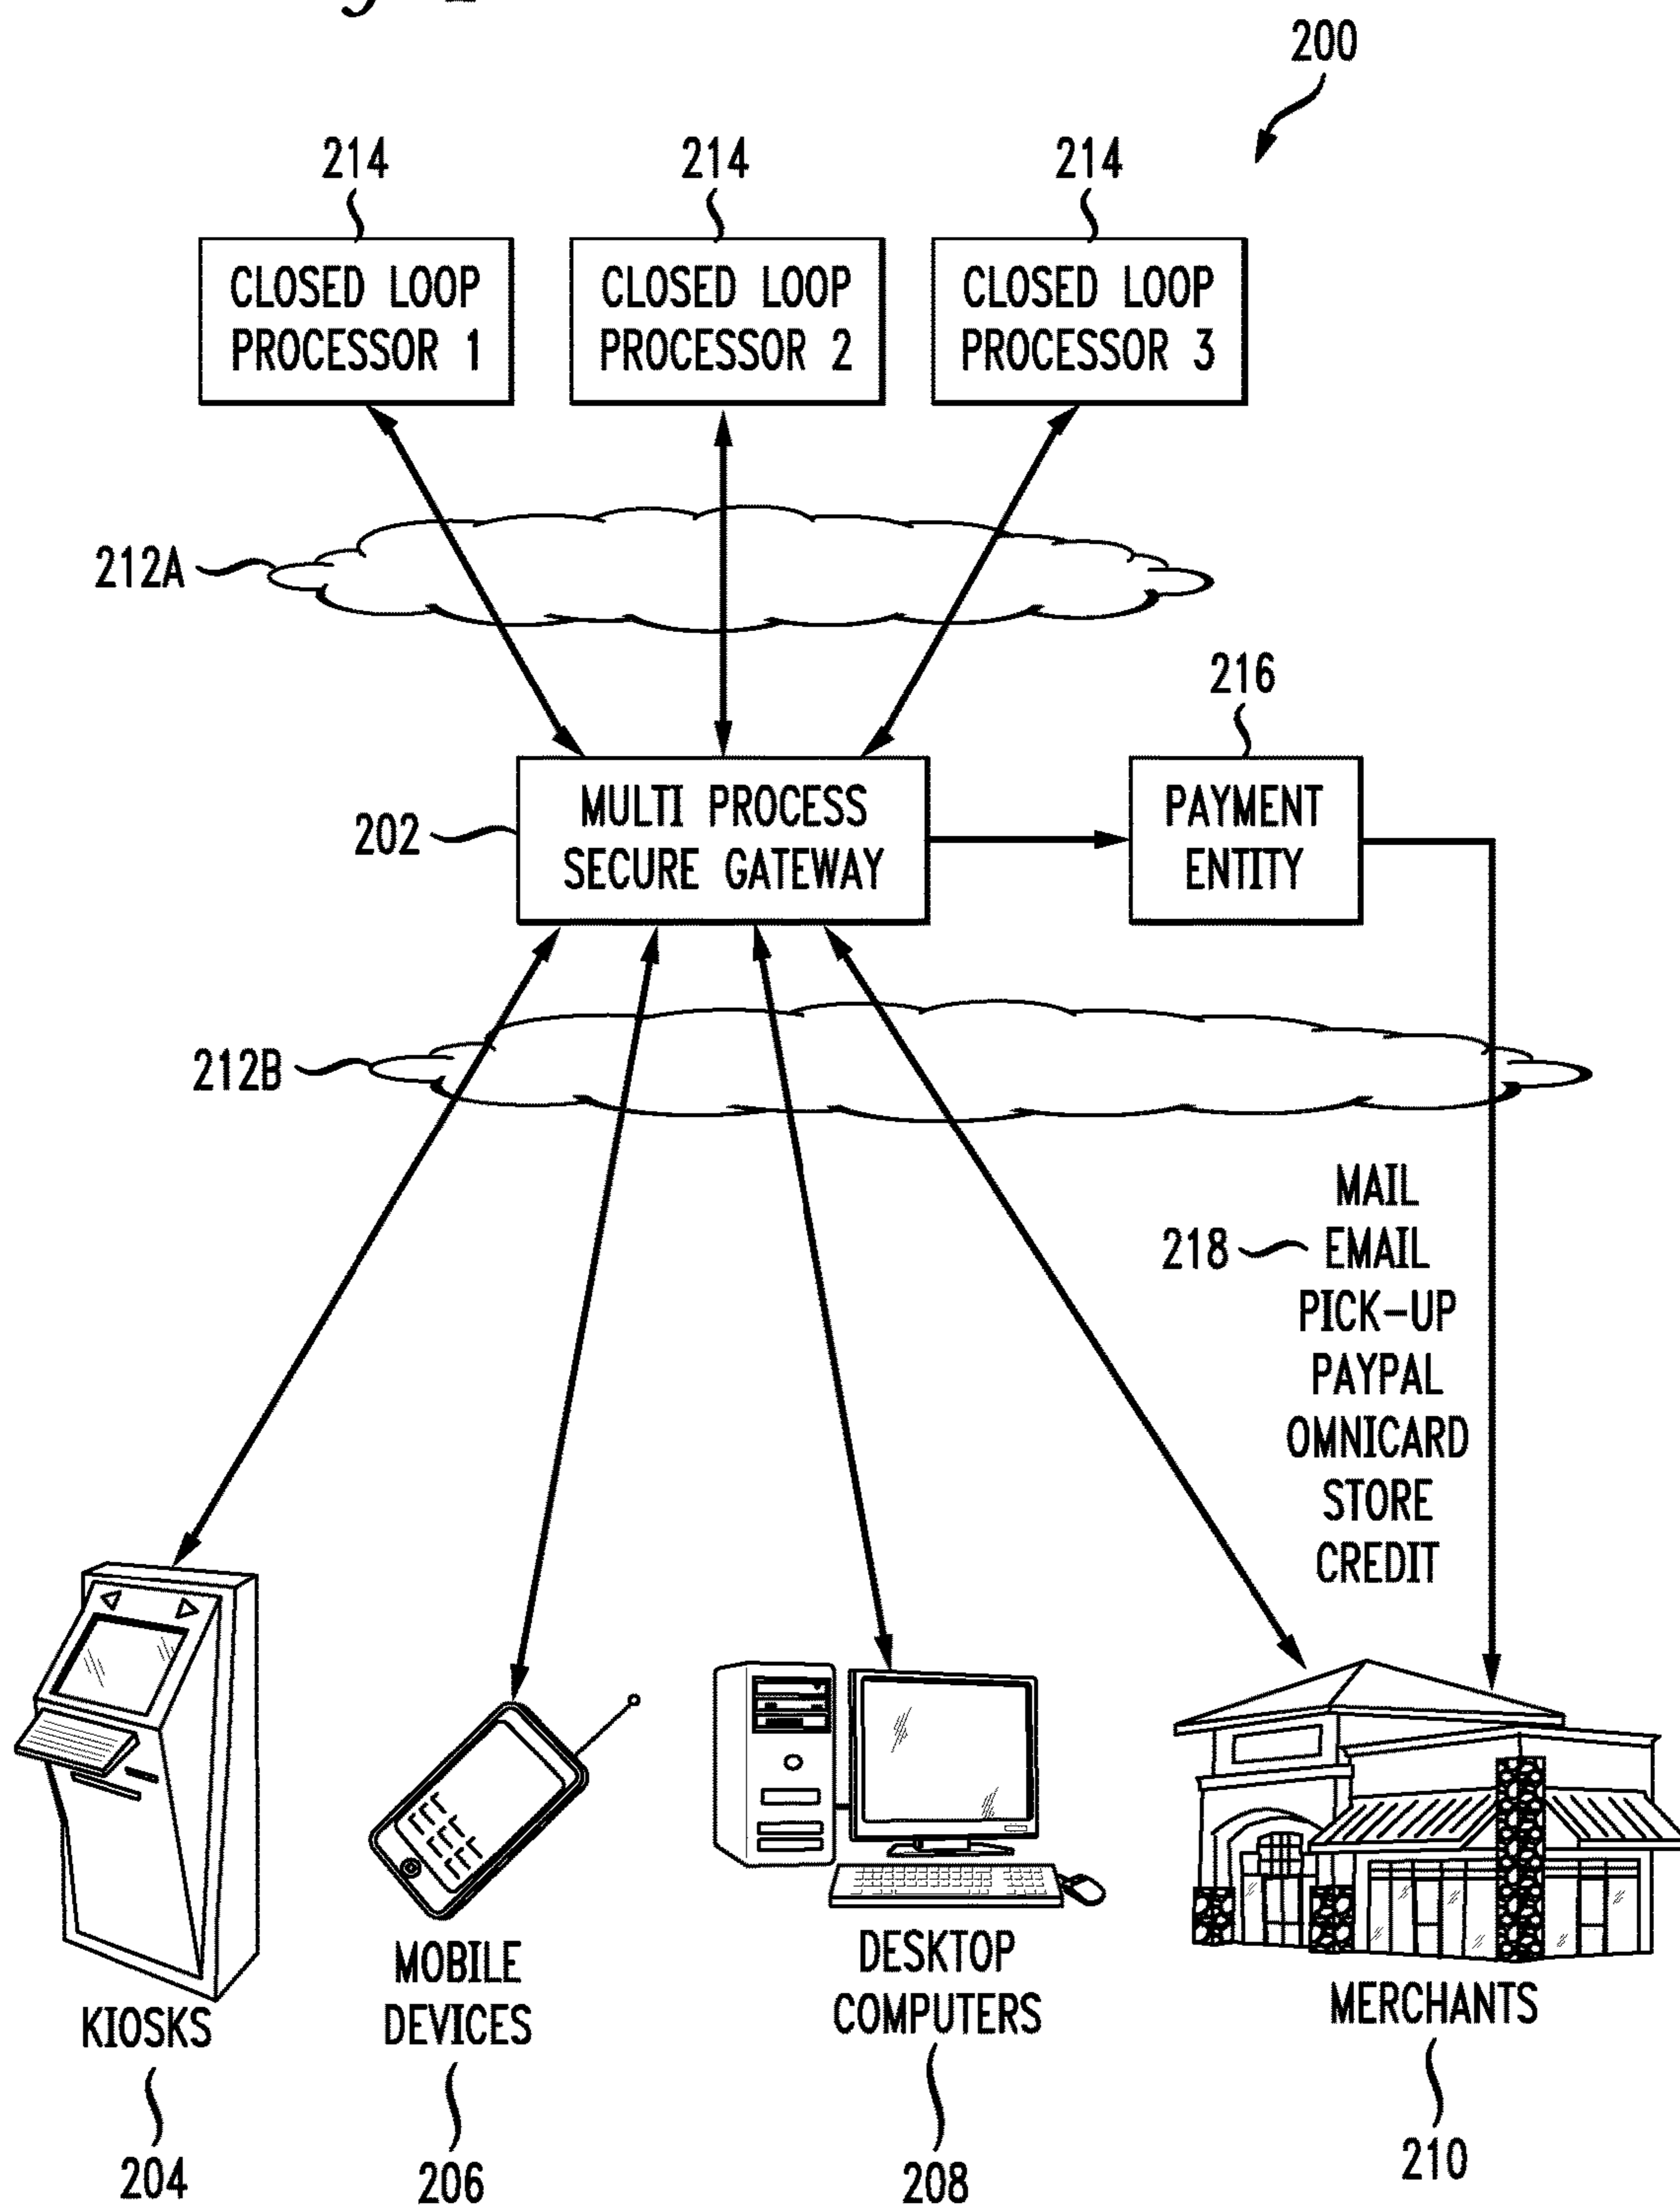 200
214
214
214
CLOSED LOOP
PROCESSOR 1
CLOSED LOOP
PROCESSOR 2
CLOSED LOOP
PROCESSOR 3
212A
216
202
MULTI PROCESS
SECURE GATEWAY
PAYMENT
ENTITY
212B
218
MAIL
EMAIL
PICK-UP
PAYPAL
OMNICARD
STORE
CREDIT
KIOSKS
204
MOBILE
DEVICES
206
DESKTOP
COMPUTERS
208
MERCHANTS
210